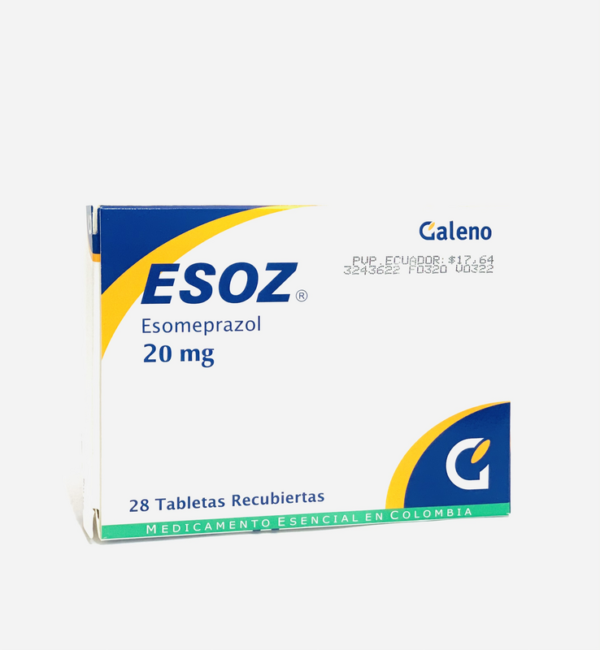 Galeno
PVP.ECUADOR: $17,64
3243622 F0320 V0322
ESOZ®
Esomeprazol
20 mg
28 Tabletas Recubiertas
MEDICAMENTO ESENCIAL EN COLOMBIA